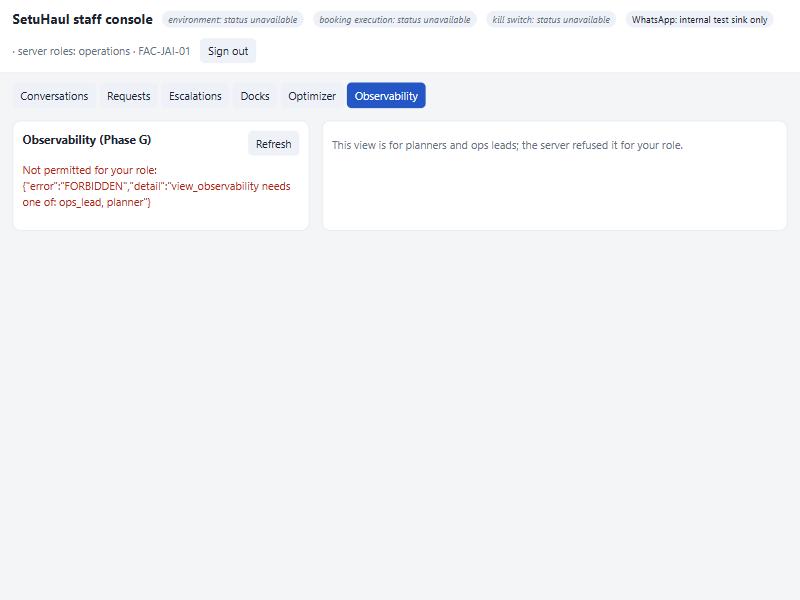 SetuHaul staff console environment: status unavailable booking execution: status unavailable kill switch: status unavailable WhatsApp: internal test sink only
· server roles: operations · FAC-JAI-01 Sign out
Conversations Requests Escalations Docks Optimizer Observability
Observability (Phase G) Refresh
Not permitted for your role:
{"error":"FORBIDDEN","detail":"view_observability needs
one of: ops_lead, planner"}
This view is for planners and ops leads; the server refused it for your role.